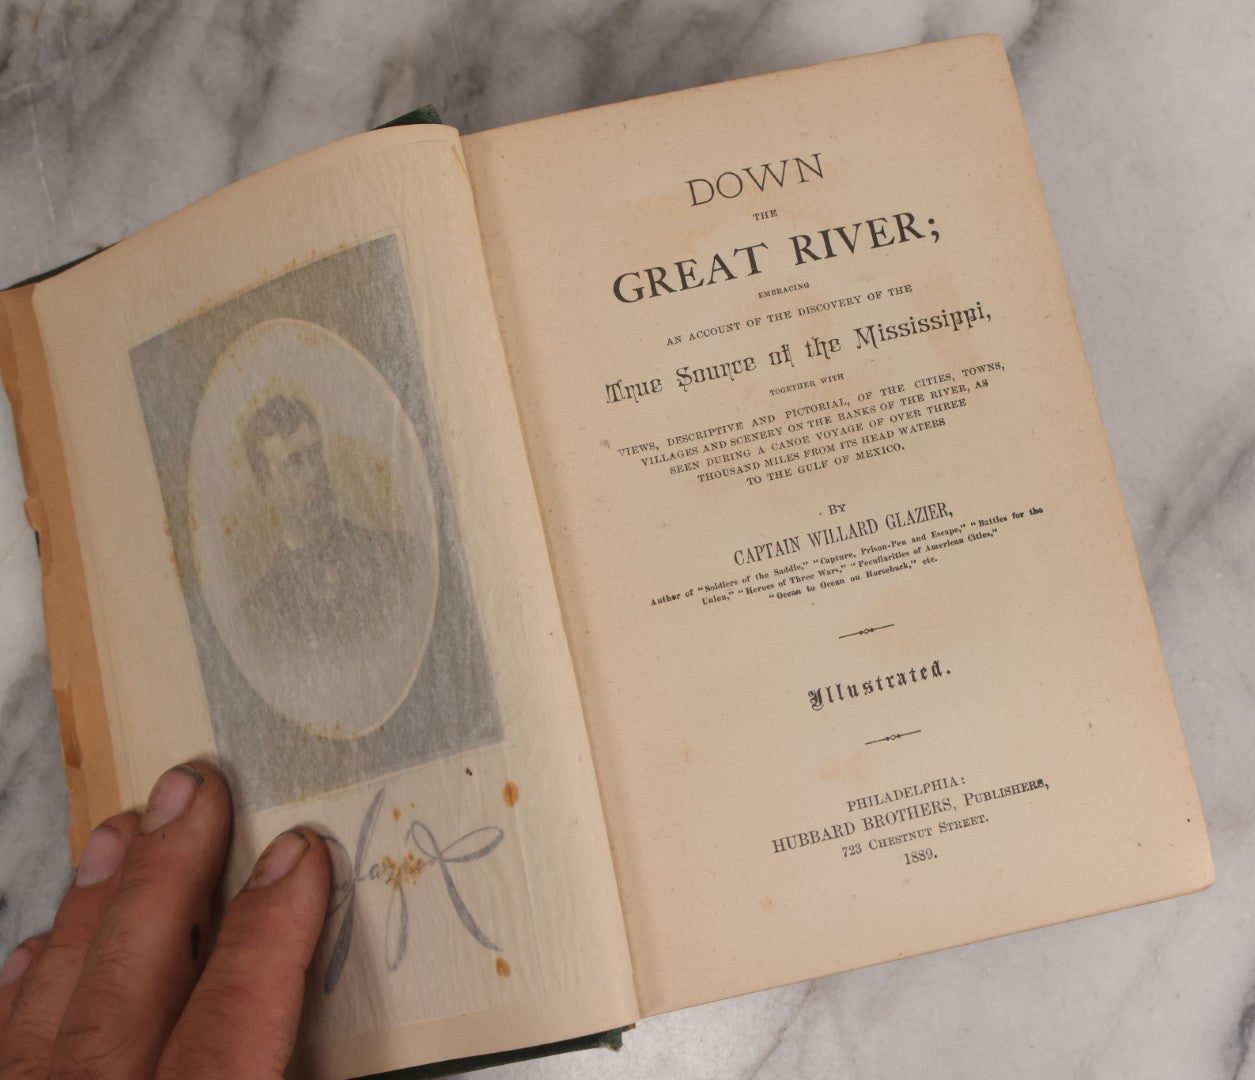 Glazier
DOWN
THE
GREAT RIVER;
EMBRACING
AN ACCOUNT OF THE DISCOVERY OF THE
True Source of the Mississippi,
TOGETHER WITH
VIEWS, DESCRIPTIVE AND PICTORIAL, OF THE CITIES, TOWNS,
VILLAGES AND SCENERY ON THE BANKS OF THE RIVER, AS
SEEN DURING A CANOE VOYAGE OF OVER THREE
THOUSAND MILES FROM ITS HEAD WATERS
TO THE GULF OF MEXICO.
BY
CAPTAIN WILLARD GLAZIER,
Author of "Soldiers of the Saddle," "Capture, Prison-Pen and Escape," "Battles for the
Union," "Heroes of Three Wars," "Peculiarities of American Cities,"
"Ocean to Ocean on Horseback," etc.
Illustrated.
PHILADELPHIA:
HUBBARD BROTHERS, PUBLISHERS,
723 CHESTNUT STREET.
1889.